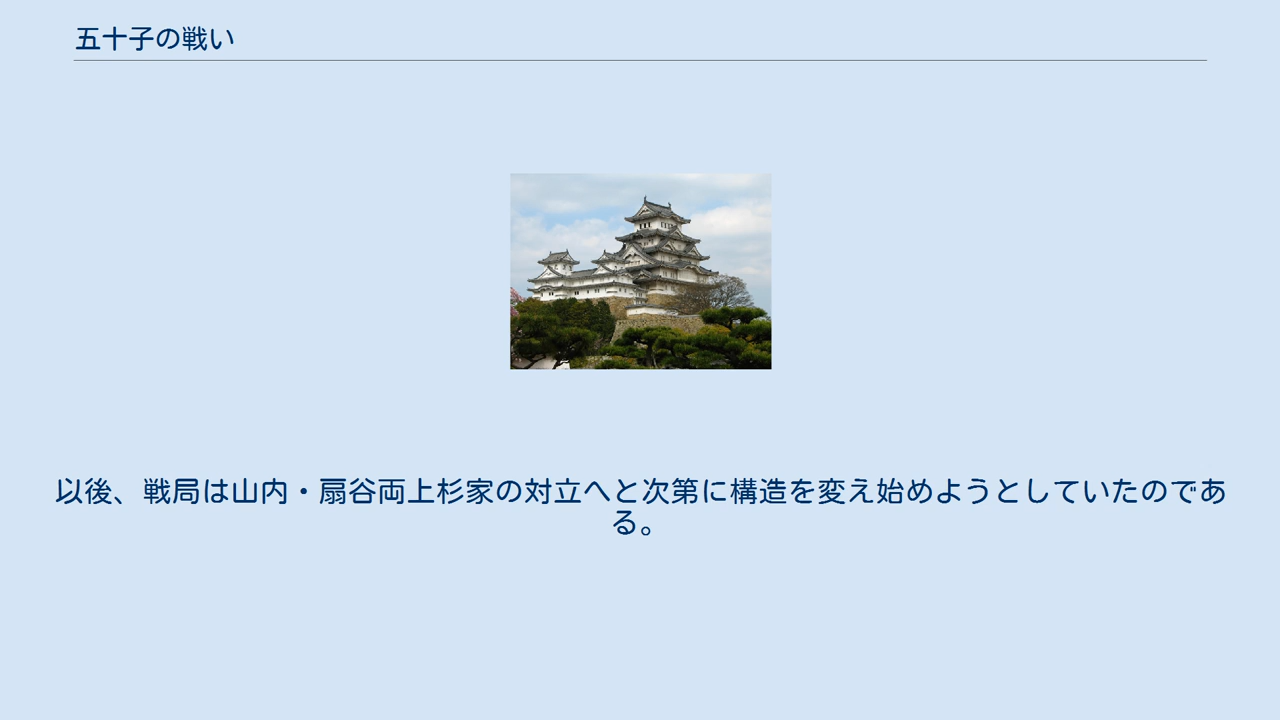 五十子の戦い
以後、戦局は山内・扇谷両上杉家の対立へと次第に構造を変え始めようとしていたのであ
る。